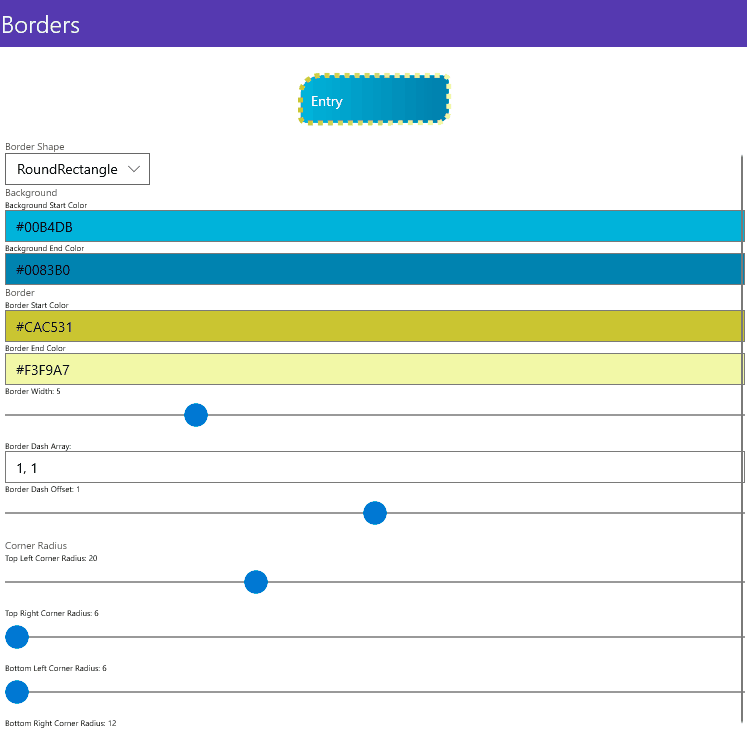 Borders
Entry
Border Shape
RoundRectangle
Background
Background Start Color
#00B4DB
Background End Color
#0083B0
Border
Border Start Color
#CAC531
Border End Color
#F3F9A7
Border Width: 5
Border Dash Array:
1, 1
Border Dash Offset: 1
Corner Radius
Top Left Corner Radius: 20
Top Right Corner Radius: 6
Bottom Left Corner Radius: 6
Bottom Right Corner Radius: 12